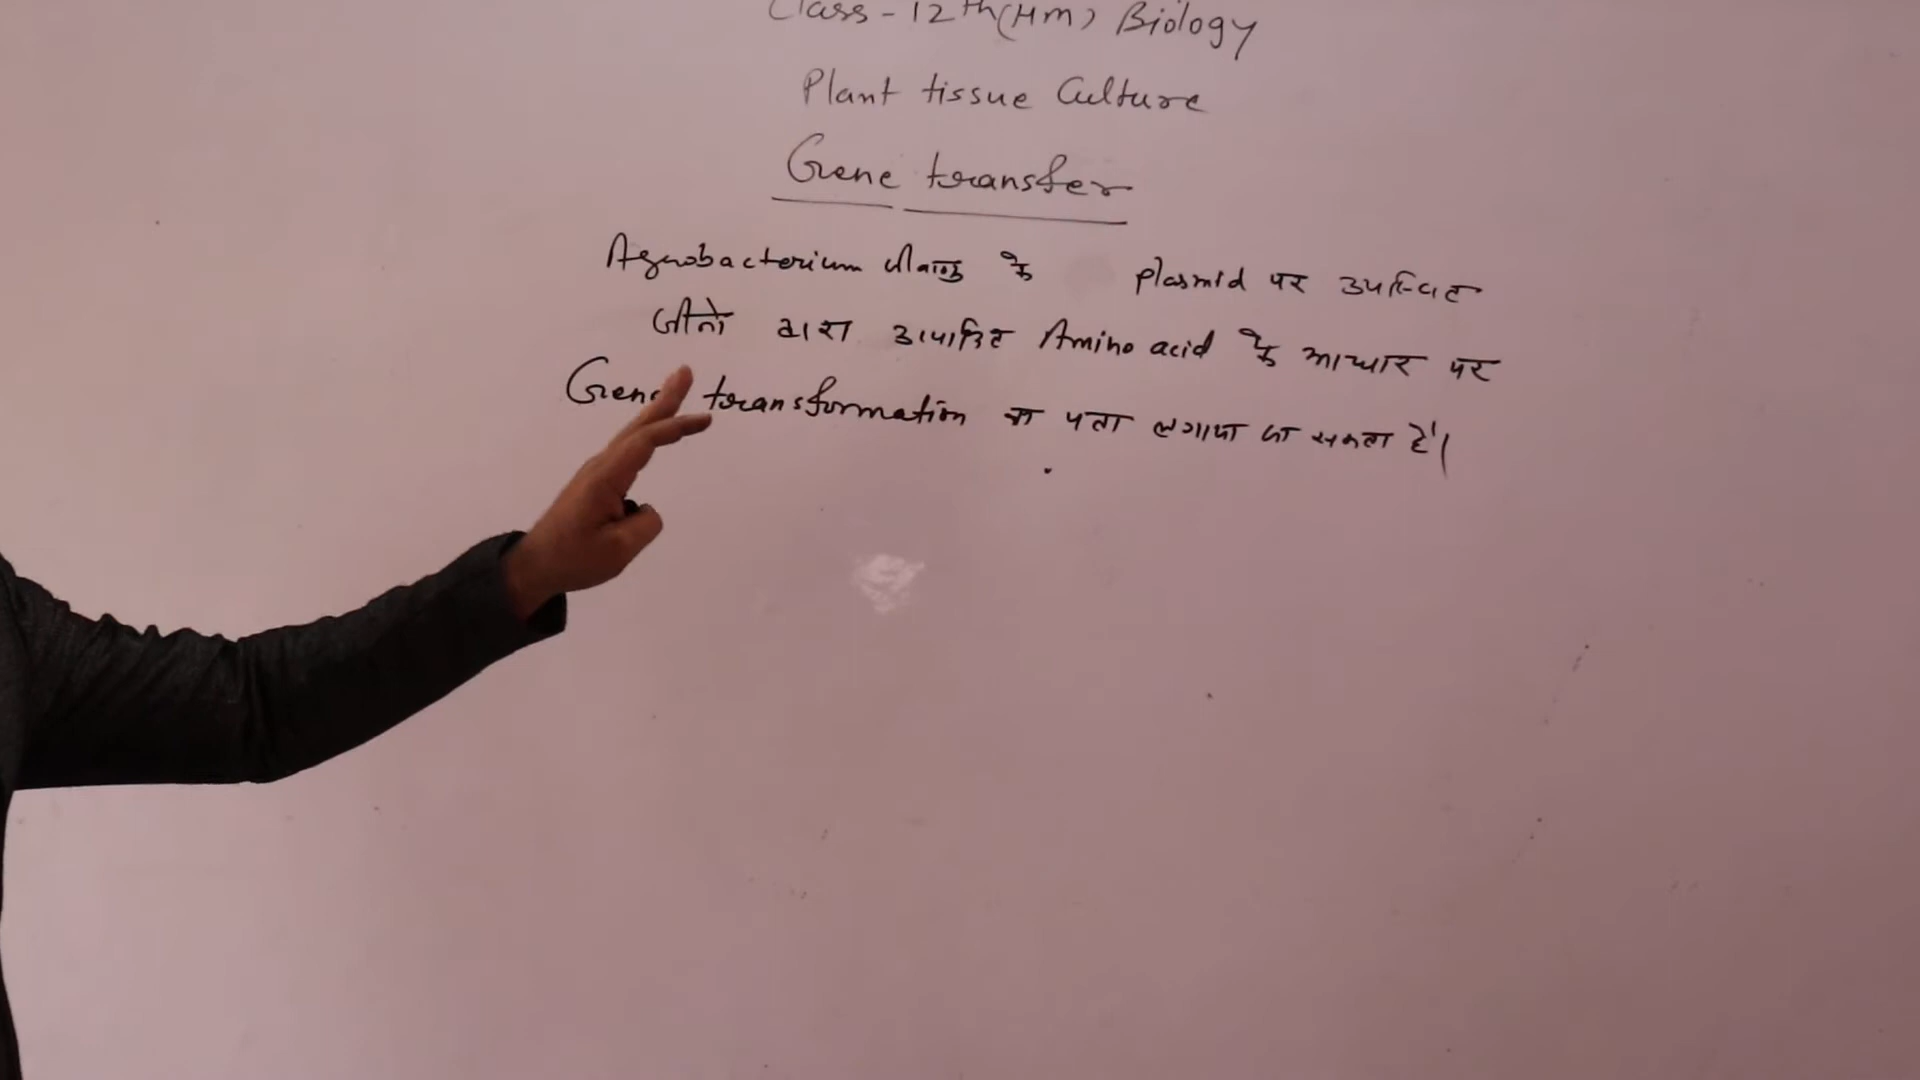 Class-12th(Hm) Biology
Plant tissue Culture
Gene transfer
Agrobacterium जीवाणु के plasmid पर उपस्थित
जीनो द्वारा उत्पादित Amino acid के आधार पर
Gene transformation का पता लगाया जा सकता है।